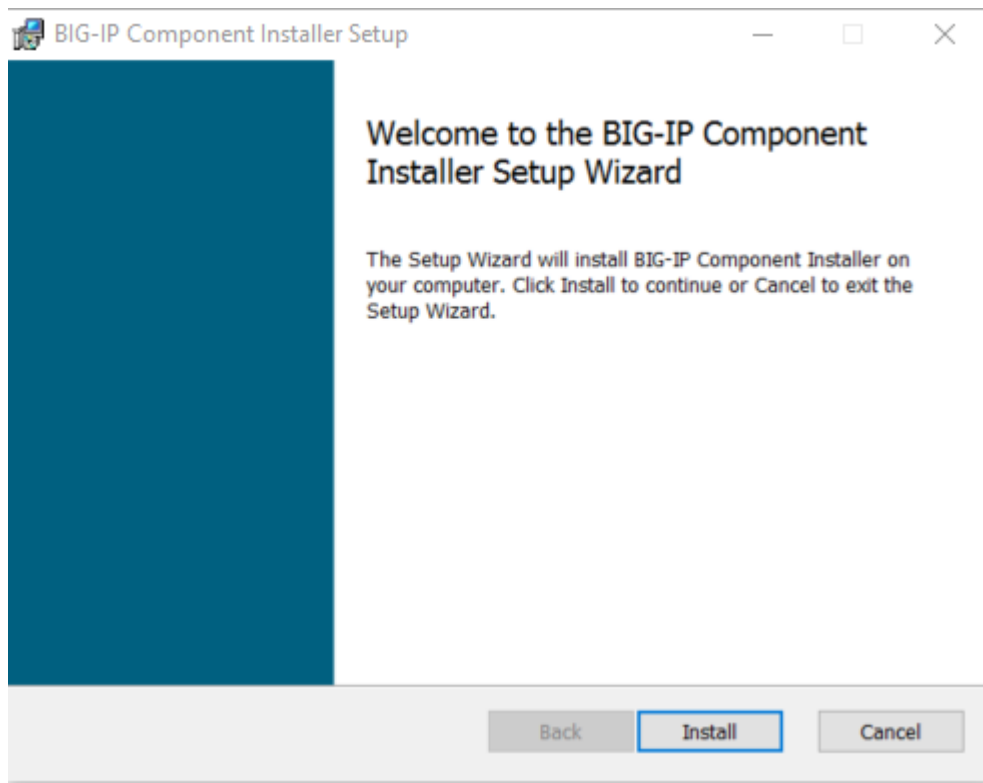 BIG-IP Component Installer Setup
Welcome to the BIG-IP Component
Installer Setup Wizard
The Setup Wizard will install BIG-IP Component Installer on
your computer. Click Install to continue or Cancel to exit the
Setup Wizard.
Back
Install
Cancel